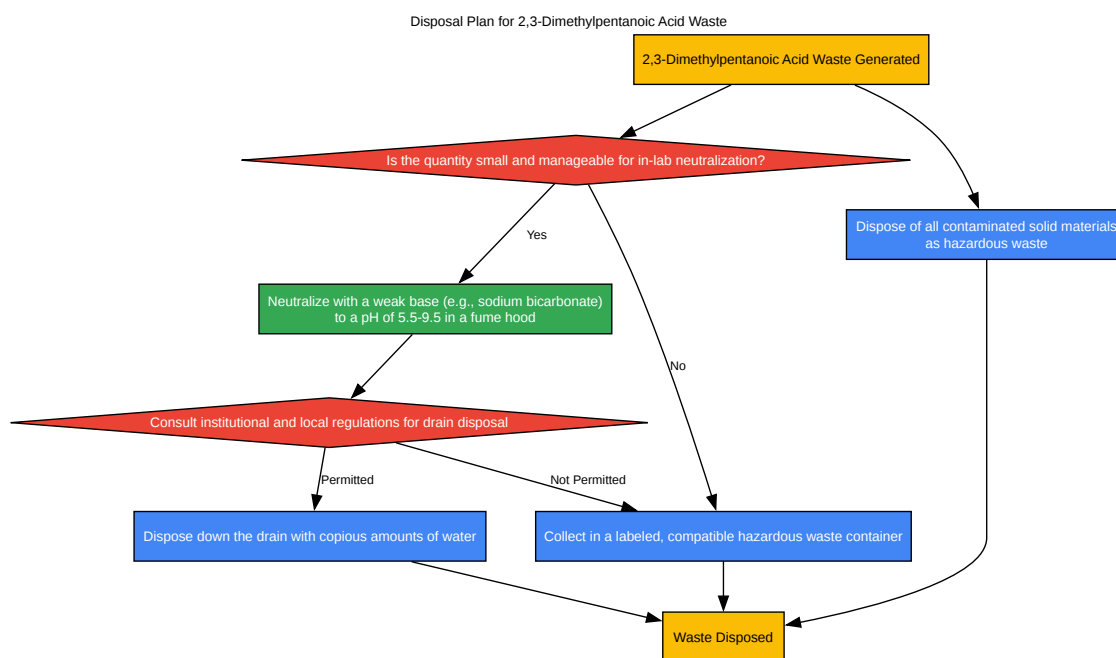 Disposal Plan for 2,3-Dimethylpentanoic Acid Waste
2,3-Dimethylpentanoic Acid Waste Generated
Is the quantity small and manageable for in-lab neutralization?
Dispose of all contaminated solid materials
as hazardous waste
Yes
Neutralize with a weak base (e.g., sodium bicarbonate)
to a pH of 5.5-9.5 in a fume hood
No
Consult institutional and local regulations for drain disposal
Permitted
Not Permitted
Dispose down the drain with copious amounts of water
Collect in a labeled, compatible hazardous waste container
Waste Disposed